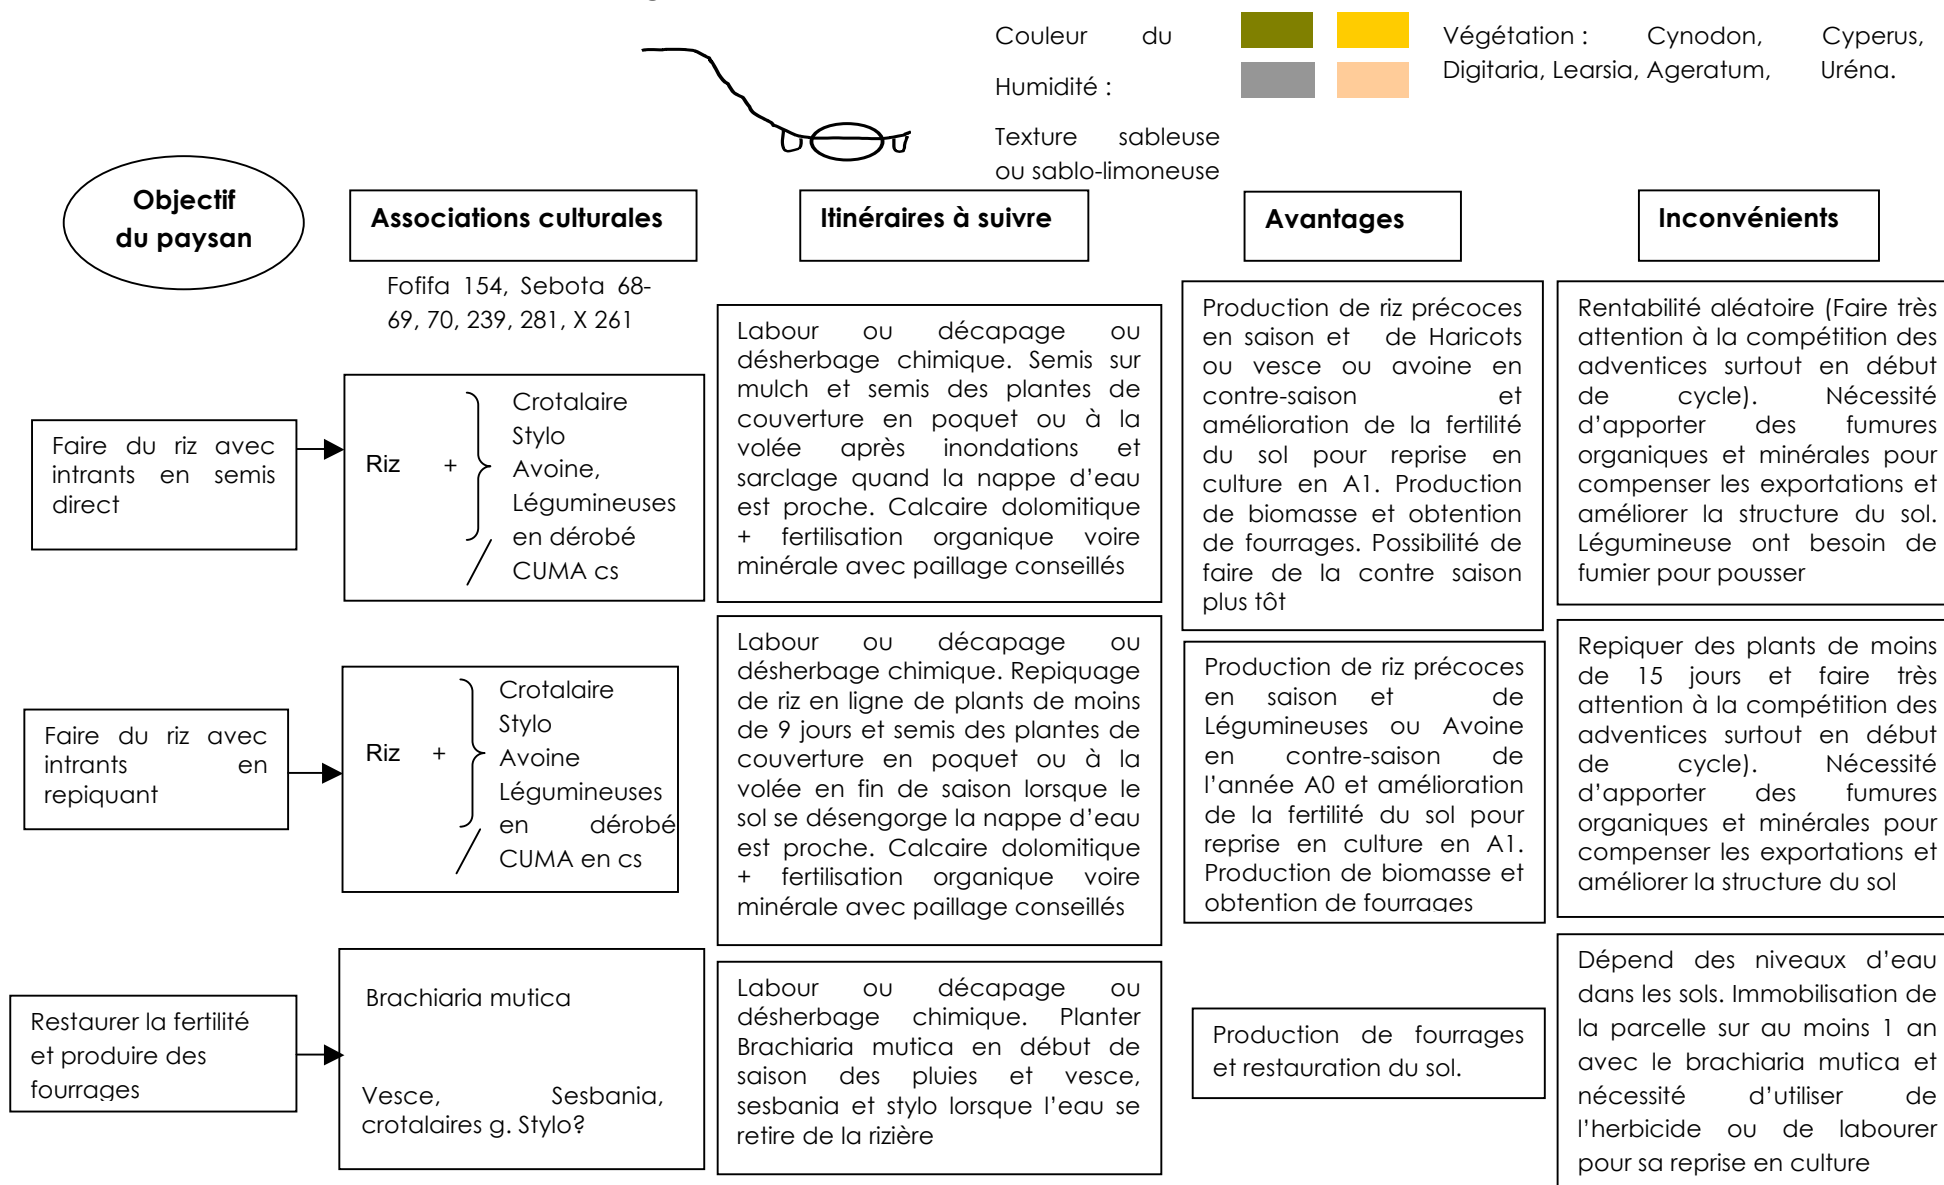 Couleur du
Humidité :
Texture sableuse
ou sablo-limoneuse
Végétation : Cynodon, Cyperus,
Digitaria, Learsia, Ageratum, Uréna.
Objectif
du paysan
Associations culturales
Itinéraires à suivre
Avantages
Inconvénients
Fofifa 154, Sebota 68-
69, 70, 239, 281, X 261
Faire du riz avec
intrants en semis
direct
Riz +
Crotalaire
Stylo
Avoine,
Légumineuses
en dérobé
CUMA cs
Labour ou décapage ou
désherbage chimique. Semis sur
mulch et semis des plantes de
couverture en poquet ou à la
volée après inondations et
sarclage quand la nappe d’eau
est proche. Calcaire dolomitique
+ fertilisation organique voire
minérale avec paillage conseillés
Production de riz précoces
en saison et de Haricots
ou vesce ou avoine en
contre-saison et
amélioration de la fertilité
du sol pour reprise en
culture en A1. Production
de biomasse et obtention
de fourrages. Possibilité de
faire de la contre saison
plus tôt
Rentabilité aléatoire (Faire très
attention à la compétition des
adventices surtout en début
de cycle). Nécessité
d’apporter des fumures
organiques et minérales pour
compenser les exportations et
améliorer la structure du sol.
Légumineuse ont besoin de
fumier pour pousser
Faire du riz avec
intrants en
repiquant
Riz +
Crotalaire
Stylo
Avoine
Légumineuses
en dérobé
CUMA en cs
Labour ou décapage ou
désherbage chimique. Repiquage
de riz en ligne de plants de moins
de 9 jours et semis des plantes de
couverture en poquet ou à la
volée en fin de saison lorsque le
sol se désengorge la nappe d’eau
est proche. Calcaire dolomitique
+ fertilisation organique voire
minérale avec paillage conseillés
Production de riz précoces
en saison et de
Légumineuses ou Avoine
en contre-saison de
l’année A0 et amélioration
de la fertilité du sol pour
reprise en culture en A1.
Production de biomasse et
obtention de fourrages
Repiquer des plants de moins
de 15 jours et faire très
attention à la compétition des
adventices surtout en début
de cycle). Nécessité
d’apporter des fumures
organiques et minérales pour
compenser les exportations et
améliorer la structure du sol
Restaurer la fertilité
et produire des
fourrages
Brachiaria mutica
Vesce, Sesbania,
crotalaires g. Stylo?
Labour ou décapage ou
désherbage chimique. Planter
Brachiaria mutica en début de
saison des pluies et vesce,
sesbania et stylo lorsque l’eau se
retire de la rizière
Production de fourrages
et restauration du sol.
Dépend des niveaux d’eau
dans les sols. Immobilisation de
la parcelle sur au moins 1 an
avec le brachiaria mutica et
nécessité d’utiliser de
l’herbicide ou de labourer
pour sa reprise en culture